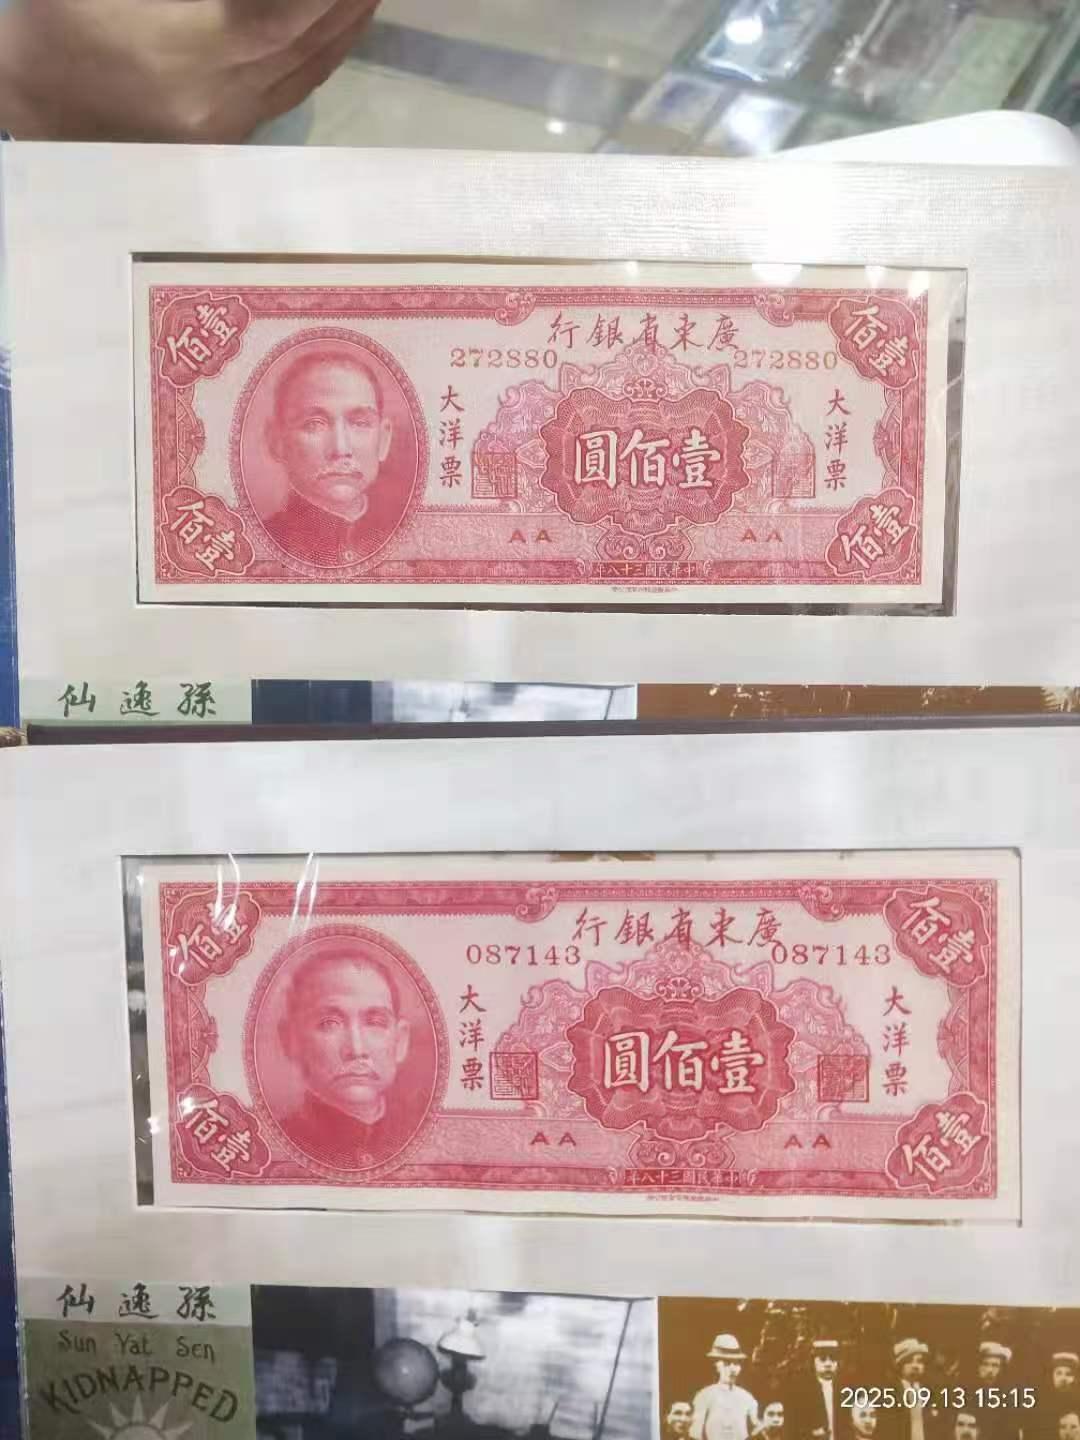 廣東省銀行
272880 272880
大洋票
大洋票
壹佰圓
壹佰
壹佰
壹佰
壹佰
AA AA
中華民國三十八年
孫逸仙
廣東省銀行
087143 087143
大洋票
大洋票
壹佰圓
壹佰
壹佰
壹佰
壹佰
AA AA
中華民國三十八年
孫逸仙
Sun Yat Sen
KIDNAPPED
2025.09.13 15:15